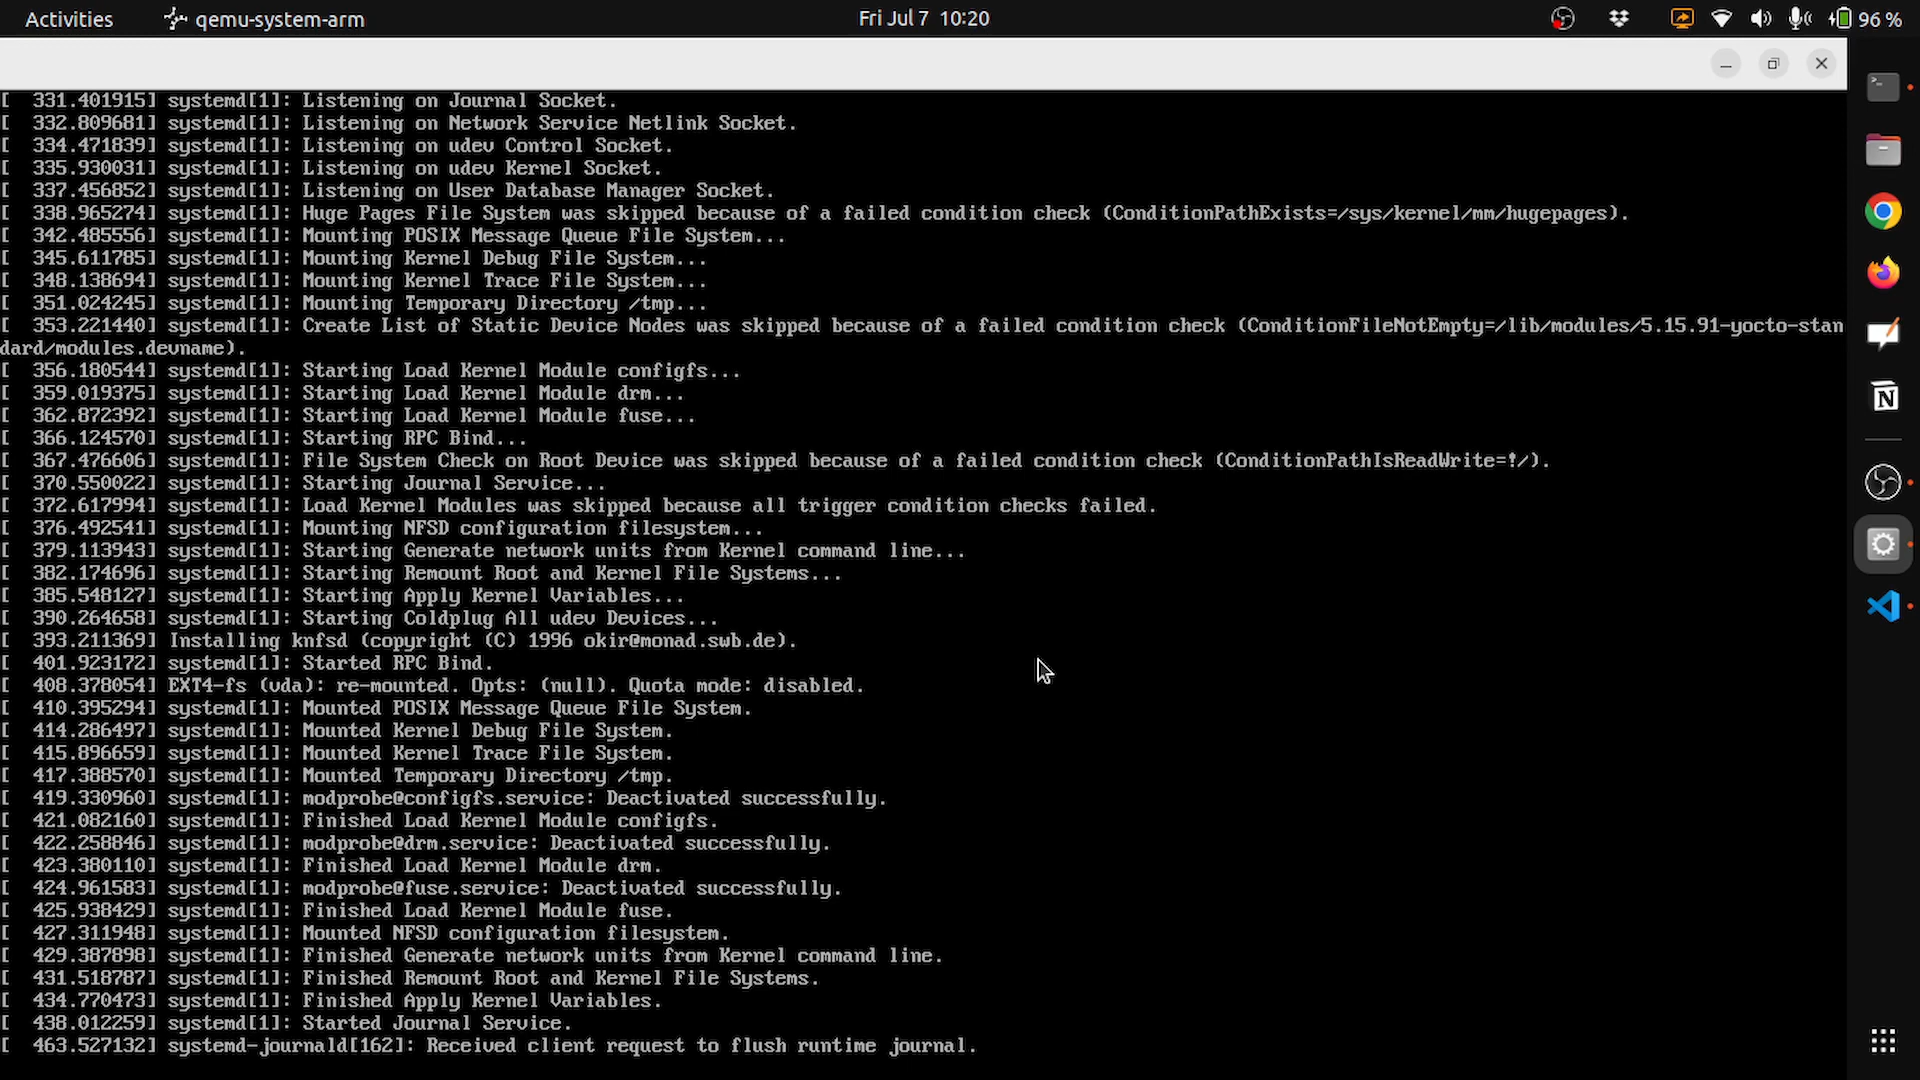 Activities qemu-system-arm Fri Jul 7 10:20 96 %
[  331.401915] systemd[1]: Listening on Journal Socket.
[  332.809681] systemd[1]: Listening on Network Service Netlink Socket.
[  334.471839] systemd[1]: Listening on udev Control Socket.
[  335.930031] systemd[1]: Listening on udev Kernel Socket.
[  337.456852] systemd[1]: Listening on User Database Manager Socket.
[  338.965274] systemd[1]: Huge Pages File System was skipped because of a failed condition check (ConditionPathExists=/sys/kernel/mm/hugepages).
[  342.485556] systemd[1]: Mounting POSIX Message Queue File System...
[  345.611785] systemd[1]: Mounting Kernel Debug File System...
[  348.138694] systemd[1]: Mounting Kernel Trace File System...
[  351.024245] systemd[1]: Mounting Temporary Directory /tmp...
[  353.221440] systemd[1]: Create List of Static Device Nodes was skipped because of a failed condition check (ConditionFileNotEmpty=/lib/modules/5.15.91-yocto-stan
dard/modules.devname).
[  356.180544] systemd[1]: Starting Load Kernel Module configfs...
[  359.019375] systemd[1]: Starting Load Kernel Module drm...
[  362.872392] systemd[1]: Starting Load Kernel Module fuse...
[  366.124570] systemd[1]: Starting RPC Bind...
[  367.476606] systemd[1]: File System Check on Root Device was skipped because of a failed condition check (ConditionPathIsReadWrite=!/).
[  370.550022] systemd[1]: Starting Journal Service...
[  372.617994] systemd[1]: Load Kernel Modules was skipped because all trigger condition checks failed.
[  376.492541] systemd[1]: Mounting NFSD configuration filesystem...
[  379.113943] systemd[1]: Starting Generate network units from Kernel command line...
[  382.174696] systemd[1]: Starting Remount Root and Kernel File Systems...
[  385.548127] systemd[1]: Starting Apply Kernel Variables...
[  390.264658] systemd[1]: Starting Coldplug All udev Devices...
[  393.211369] Installing knfsd (copyright (C) 1996 okir@monad.swb.de).
[  401.923172] systemd[1]: Started RPC Bind.
[  408.378054] EXT4-fs (vda): re-mounted. Opts: (null). Quota mode: disabled.
[  410.395294] systemd[1]: Mounted POSIX Message Queue File System.
[  414.286497] systemd[1]: Mounted Kernel Debug File System.
[  415.896659] systemd[1]: Mounted Kernel Trace File System.
[  417.388570] systemd[1]: Mounted Temporary Directory /tmp.
[  419.330960] systemd[1]: modprobe@configfs.service: Deactivated successfully.
[  421.082160] systemd[1]: Finished Load Kernel Module configfs.
[  422.258846] systemd[1]: modprobe@drm.service: Deactivated successfully.
[  423.380110] systemd[1]: Finished Load Kernel Module drm.
[  424.961583] systemd[1]: modprobe@fuse.service: Deactivated successfully.
[  425.938429] systemd[1]: Finished Load Kernel Module fuse.
[  427.311948] systemd[1]: Mounted NFSD configuration filesystem.
[  429.387898] systemd[1]: Finished Generate network units from Kernel command line.
[  431.518787] systemd[1]: Finished Remount Root and Kernel File Systems.
[  434.770473] systemd[1]: Finished Apply Kernel Variables.
[  438.012259] systemd[1]: Started Journal Service.
[  463.527132] systemd-journald[162]: Received client request to flush runtime journal.